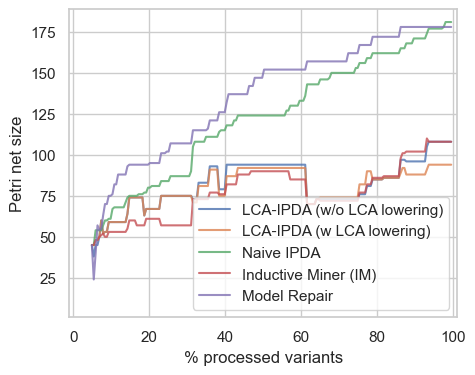 Petri net size
175
150
125
100
75
50
25
LCA-IPDA (w/o LCA lowering)
LCA-IPDA (w LCA lowering)
Naive IPDA
Inductive Miner (IM)
Model Repair
0 20 40 60 80 100
% processed variants